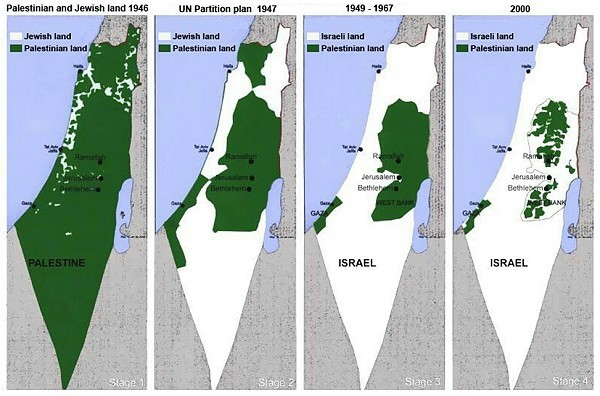 Palestinian and Jewish land 1946
Jewish land
Palestinian land
Haifa
Tel Aviv
Jaffa
Ramallah
Jerusalem
Bethlehem
Gaza
PALESTINE
Stage 1
UN Partition plan 1947
Jewish land
Palestinian land
Haifa
Tel Aviv
Jaffa
Ramallah
Jerusalem
Bethlehem
Gaza
Stage 2
1949 - 1967
Israeli land
Palestinian land
Haifa
Tel Aviv
Jaffa
Ramallah
Jerusalem
Bethlehem
Gaza
GAZA
WEST BANK
ISRAEL
Stage 3
2000
Israeli land
Palestinian land
Haifa
Tel Aviv
Jaffa
Ramallah
Jerusalem
Bethlehem
Gaza
GAZA
WEST BANK
ISRAEL
Stage 4